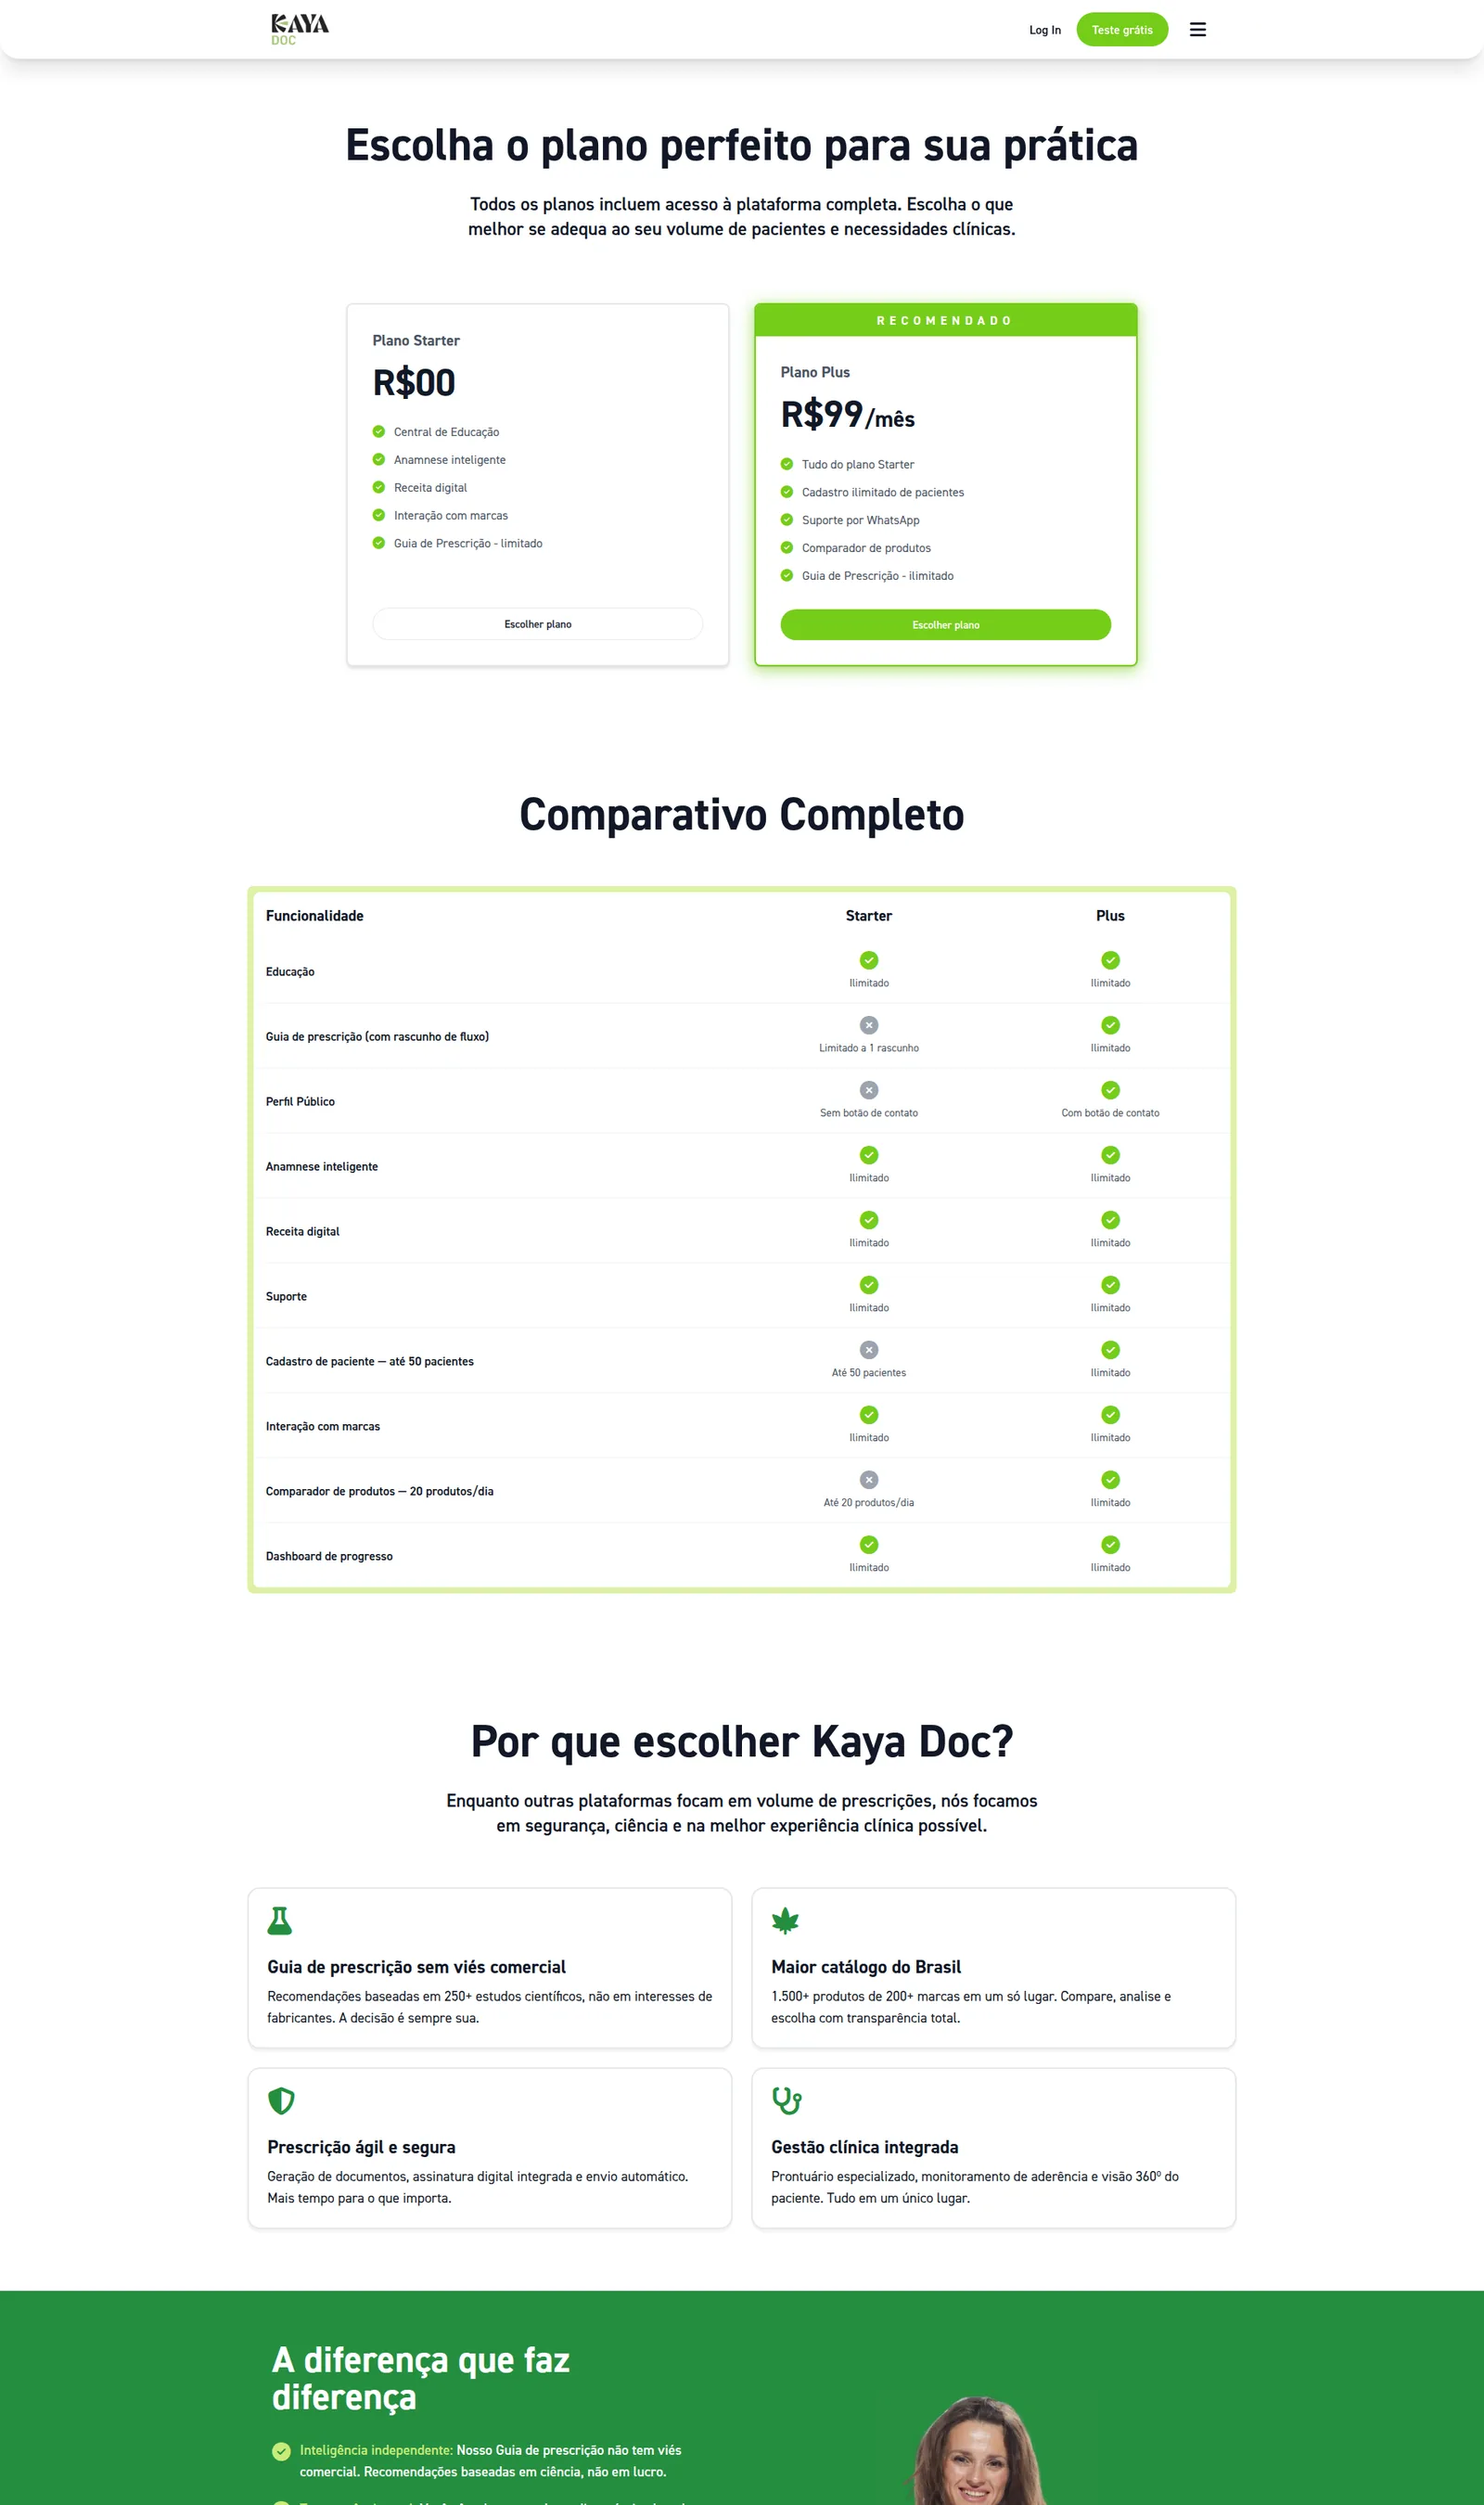 KAYA
DOC
Log In
Teste grátis
Escolha o plano perfeito para sua prática
Todos os planos incluem acesso à plataforma completa. Escolha o que
melhor se adequa ao seu volume de pacientes e necessidades clínicas.
Plano Starter
R$00
Central de Educação
Anamnese inteligente
Receita digital
Interação com marcas
Guia de Prescrição - limitado
Escolher plano
RECOMENDADO
Plano Plus
R$99/mês
Tudo do plano Starter
Cadastro ilimitado de pacientes
Suporte por WhatsApp
Comparador de produtos
Guia de Prescrição - ilimitado
Escolher plano
Comparativo Completo
Funcionalidade Starter Plus
Educação
Ilimitado Ilimitado
Guia de prescrição (com rascunho de fluxo)
Limitado a 1 rascunho Ilimitado
Perfil Público
Sem botão de contato Com botão de contato
Anamnese inteligente
Ilimitado Ilimitado
Receita digital
Ilimitado Ilimitado
Suporte
Ilimitado Ilimitado
Cadastro de paciente — até 50 pacientes
Até 50 pacientes Ilimitado
Interação com marcas
Ilimitado Ilimitado
Comparador de produtos — 20 produtos/dia
Até 20 produtos/dia Ilimitado
Dashboard de progresso
Ilimitado Ilimitado
Por que escolher Kaya Doc?
Enquanto outras plataformas focam em volume de prescrições, nós focamos
em segurança, ciência e na melhor experiência clínica possível.
Guia de prescrição sem viés comercial
Recomendações baseadas em 250+ estudos científicos, não em interesses de
fabricantes. A decisão é sempre sua.
Maior catálogo do Brasil
1.500+ produtos de 200+ marcas em um só lugar. Compare, analise e
escolha com transparência total.
Prescrição ágil e segura
Geração de documentos, assinatura digital integrada e envio automático.
Mais tempo para o que importa.
Gestão clínica integrada
Prontuário especializado, monitoramento de aderência e visão 360º do
paciente. Tudo em um único lugar.
A diferença que faz
diferença
Inteligência independente: Nosso Guia de prescrição não tem viés
comercial. Recomendações baseadas em ciência, não em lucro.